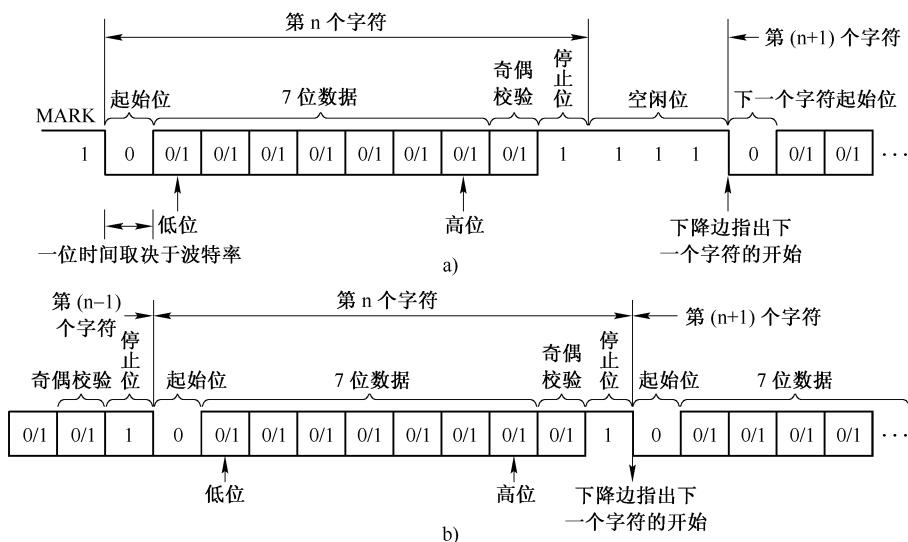 第 n 个字符
第 (n+1) 个字符
奇偶
校验
停止位
起始位
7 位数据
空闲位
下一个字符起始位
MARK
1 0 0/1 0/1 0/1 0/1 0/1 0/1 0/1 0/1 1 1 1 1 0 0/1 0/1 ···
低位
高位
下降边指出下
一个字符的开始
一位时间取决于波特率
a)
第 (n–1)
个字符
第 n 个字符
第 (n+1) 个字符
停止位
奇偶
校验
停止位
奇偶校验
起始位
7 位数据
起始位
7 位数据
0/1 0/1 1 0 0/1 0/1 0/1 0/1 0/1 0/1 0/1 0/1 1 0 0/1 0/1 0/1 0/1 ···
低位
高位
下降边指出下
一个字符的开始
b)